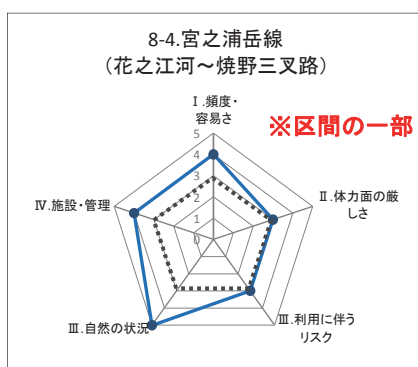 8-4.宮之浦岳線
(花之江河～焼野三叉路)
Ⅰ.頻度・
容易さ
※区間の一部
5
4
3
2
1
0
Ⅱ.体力面の厳
しさ
Ⅲ.利用に伴う
リスク
Ⅲ.自然の状況
Ⅳ.施設・管理